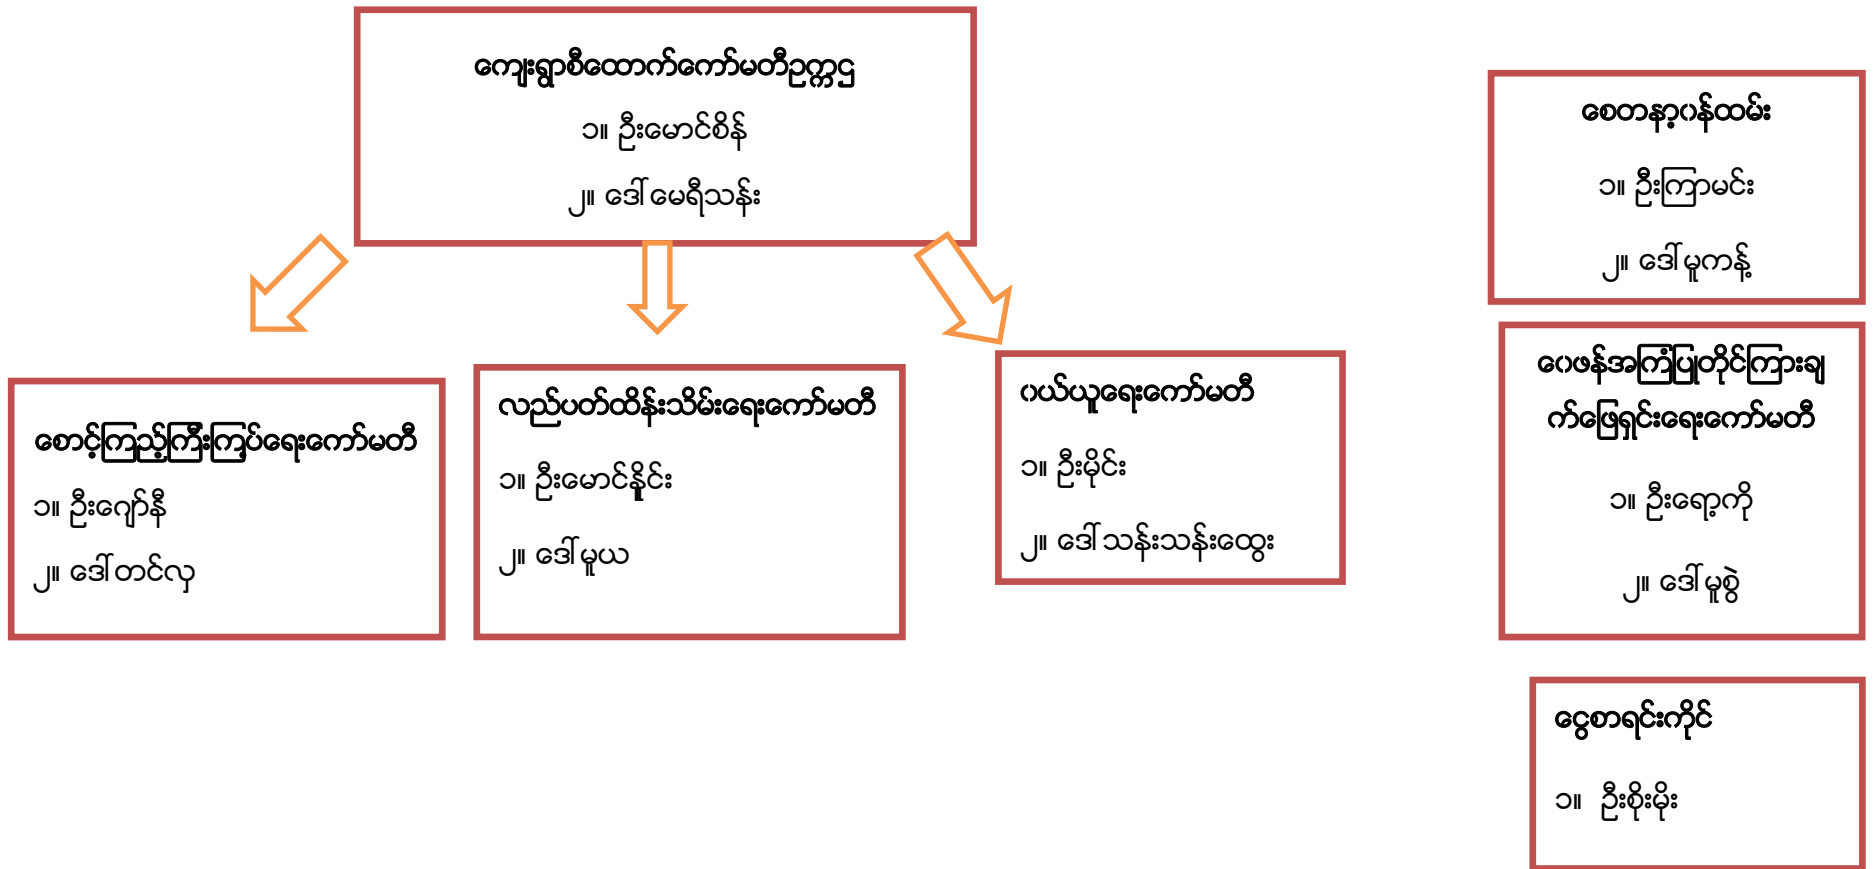 ကျေးရွာစီထောက်ကော်မတီဥက္ကဌ
၁။ ဦးမောင်စိန်
၂။ ဒေါ်မေရီသန်း
စောင့်ကြည့်ကြီးကြပ်ရေးကော်မတီ
၁။ ဦးဂျော်နီ
၂။ ဒေါ်တင်လှ
လည်ပတ်ထိန်းသိမ်းရေးကော်မတီ
၁။ ဦးမောင်နိူင်း
၂။ ဒေါ်မူယ
ဝယ်ယူရေးကော်မတီ
၁။ ဦးမိုင်း
၂။ ဒေါ်သန်းသန်းထွေး
စေတနာ့ဝန်ထမ်း
၁။ ဦးကြာမင်း
၂။ ဒေါ်မူကန့်
ဝေဖန်အကြံပြုတိုင်ကြားချ
က်ဖြေရှင်းရေးကော်မတီ
၁။ ဦးရော့ကို
၂။ ဒေါ်မူစွဲ
ငွေစာရင်းကိုင်
၁။ ဦးစိုးမိုး